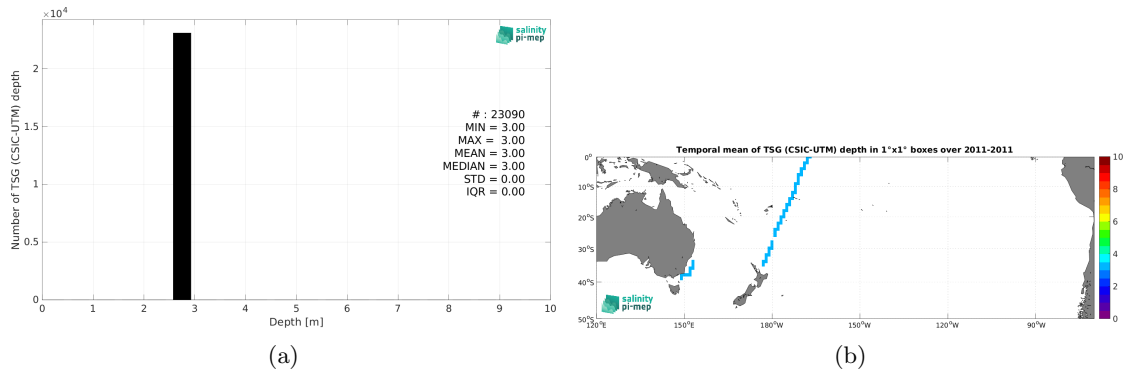 ×10⁴
salinity
pi-mep
Number of TSG (CSIC-UTM) depth
2
1.5
1
0.5
0
# : 23090
MIN = 3.00
MAX = 3.00
MEAN = 3.00
MEDIAN = 3.00
STD = 0.00
IQR = 0.00
0 1 2 3 4 5 6 7 8 9 10
Depth [m]
(a)
Temporal mean of TSG (CSIC-UTM) depth in 1°x1° boxes over 2011-2011
0°
10°S
20°S
30°S
40°S
50°S
120°E 150°E 180°W 150°W 120°W 90°W
salinity
pi-mep
10
8
6
4
2
0
(b)